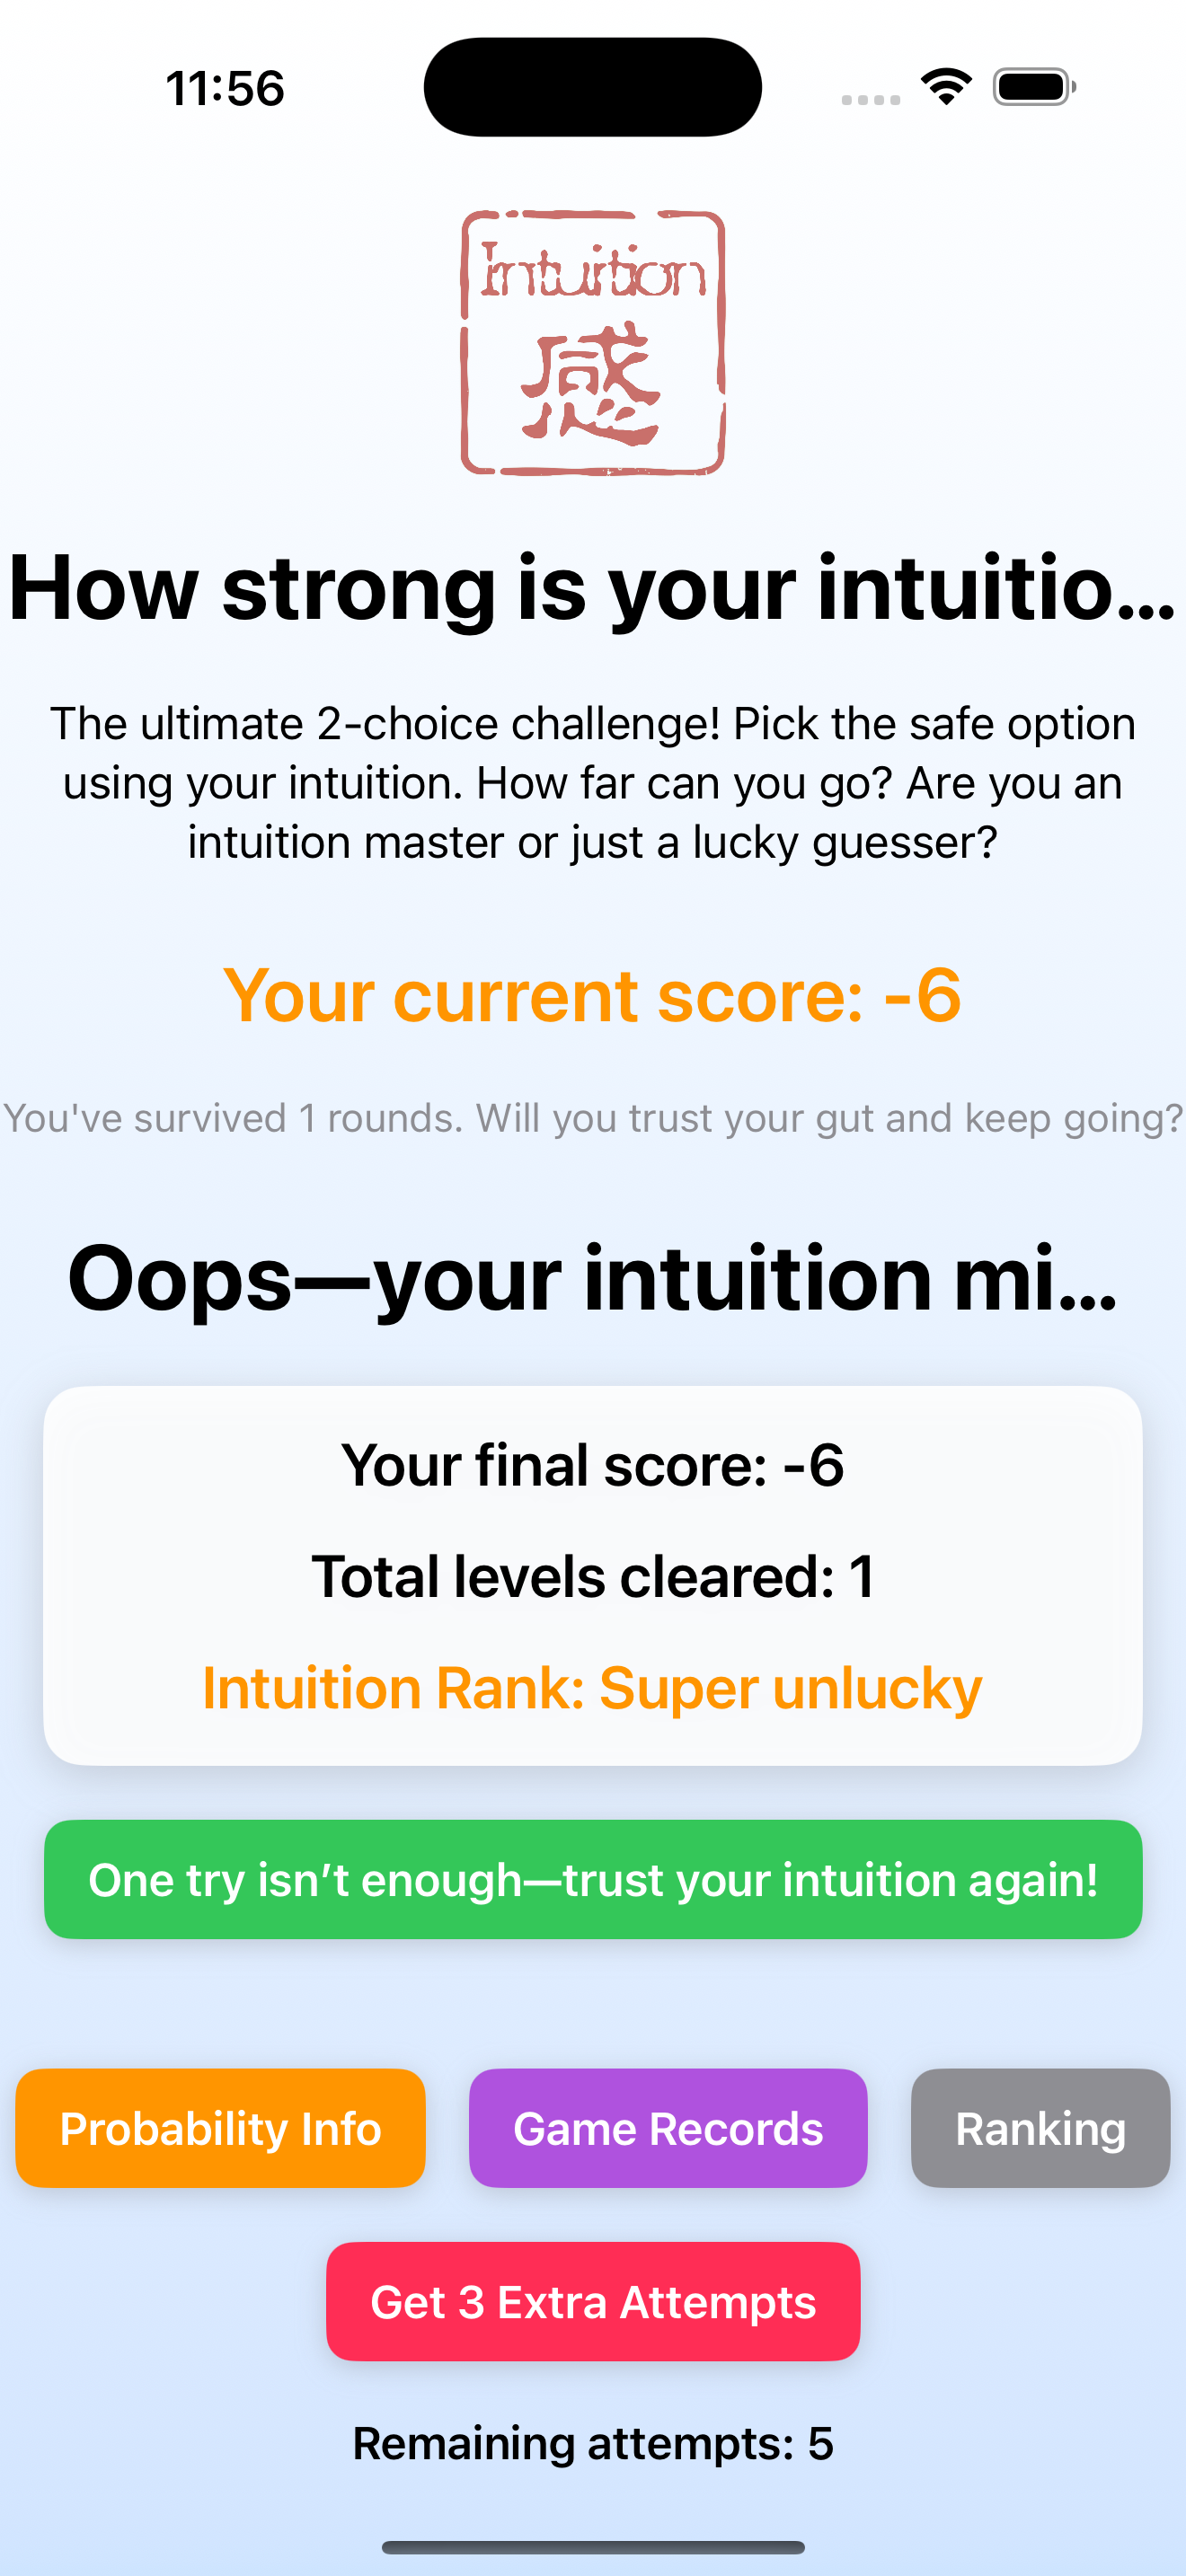 11:56
Intuition
感
How strong is your intuitio...
The ultimate 2-choice challenge! Pick the safe option
using your intuition. How far can you go? Are you an
intuition master or just a lucky guesser?
Your current score: -6
You've survived 1 rounds. Will you trust your gut and keep going?
Oops—your intuition mi...
Your final score: -6
Total levels cleared: 1
Intuition Rank: Super unlucky
One try isn’t enough—trust your intuition again!
Probability Info
Game Records
Ranking
Get 3 Extra Attempts
Remaining attempts: 5